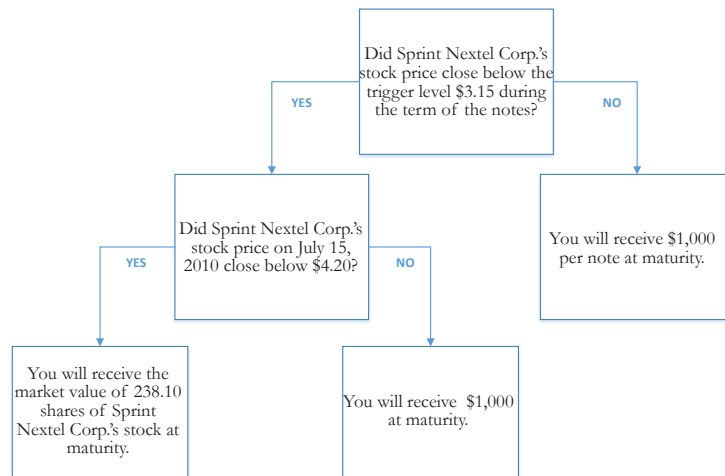 Did Sprint Nextel Corp.'s
stock price close below the
trigger level $3.15 during
the term of the notes?
YES
NO
Did Sprint Nextel Corp.'s
stock price on July 15,
2010 close below $4.20?
You will receive $1,000
per note at maturity.
YES
NO
You will receive the
market value of 238.10
shares of Sprint
Nextel Corp.'s stock at
maturity.
You will receive $1,000
at maturity.